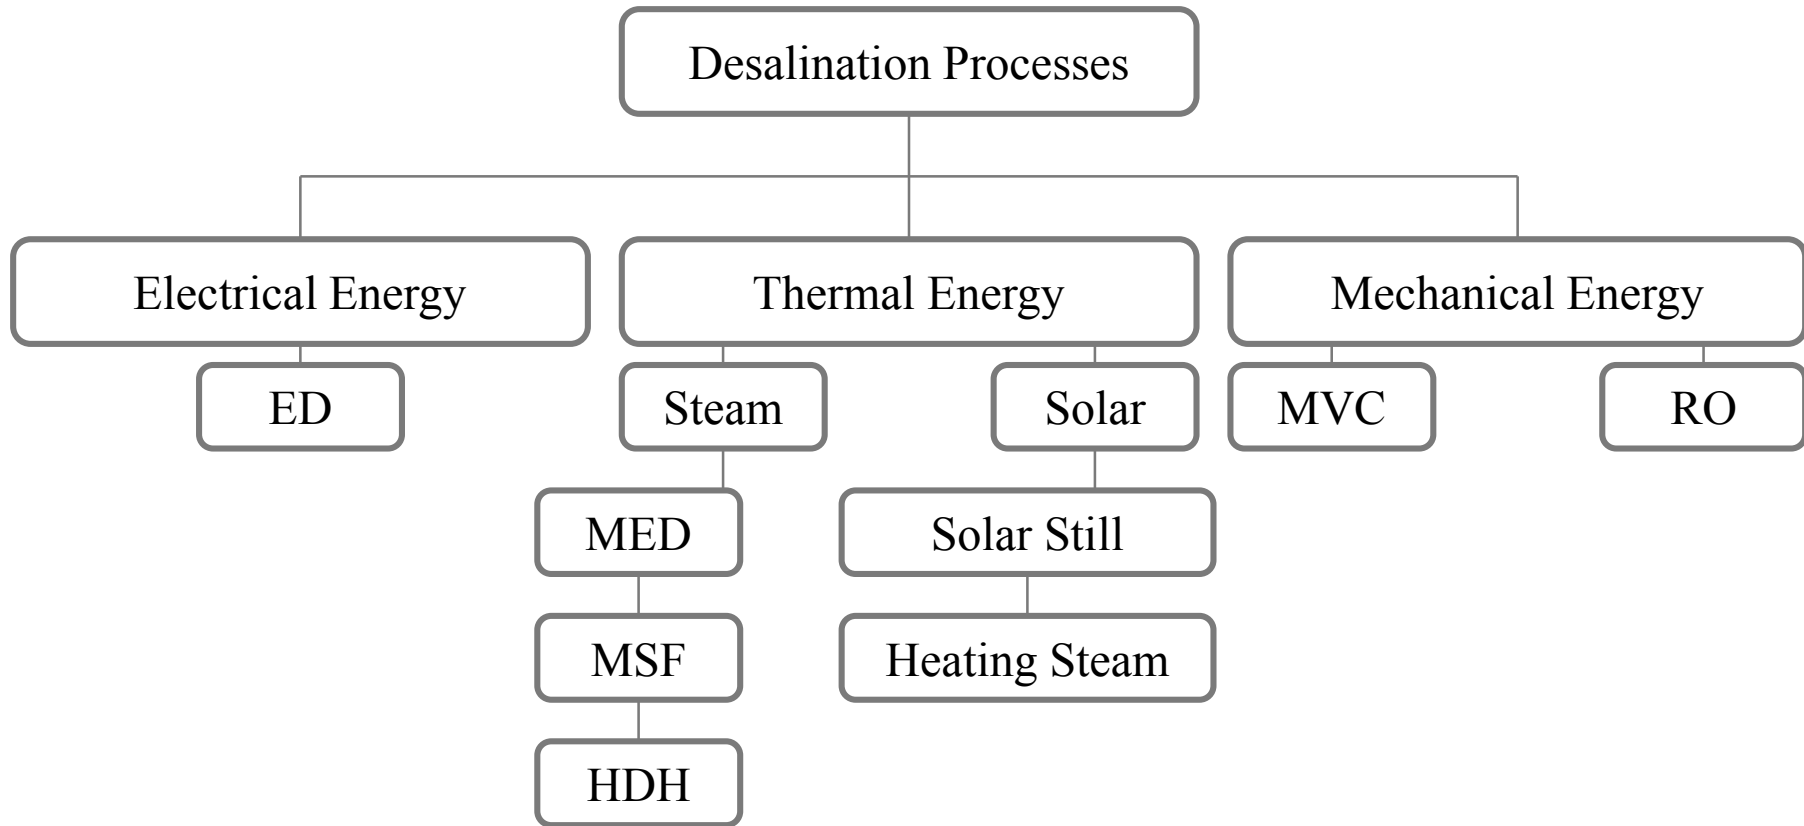 Desalination Processes
Electrical Energy
Thermal Energy
Mechanical Energy
ED
Steam
Solar
MVC
RO
MED
Solar Still
MSF
Heating Steam
HDH